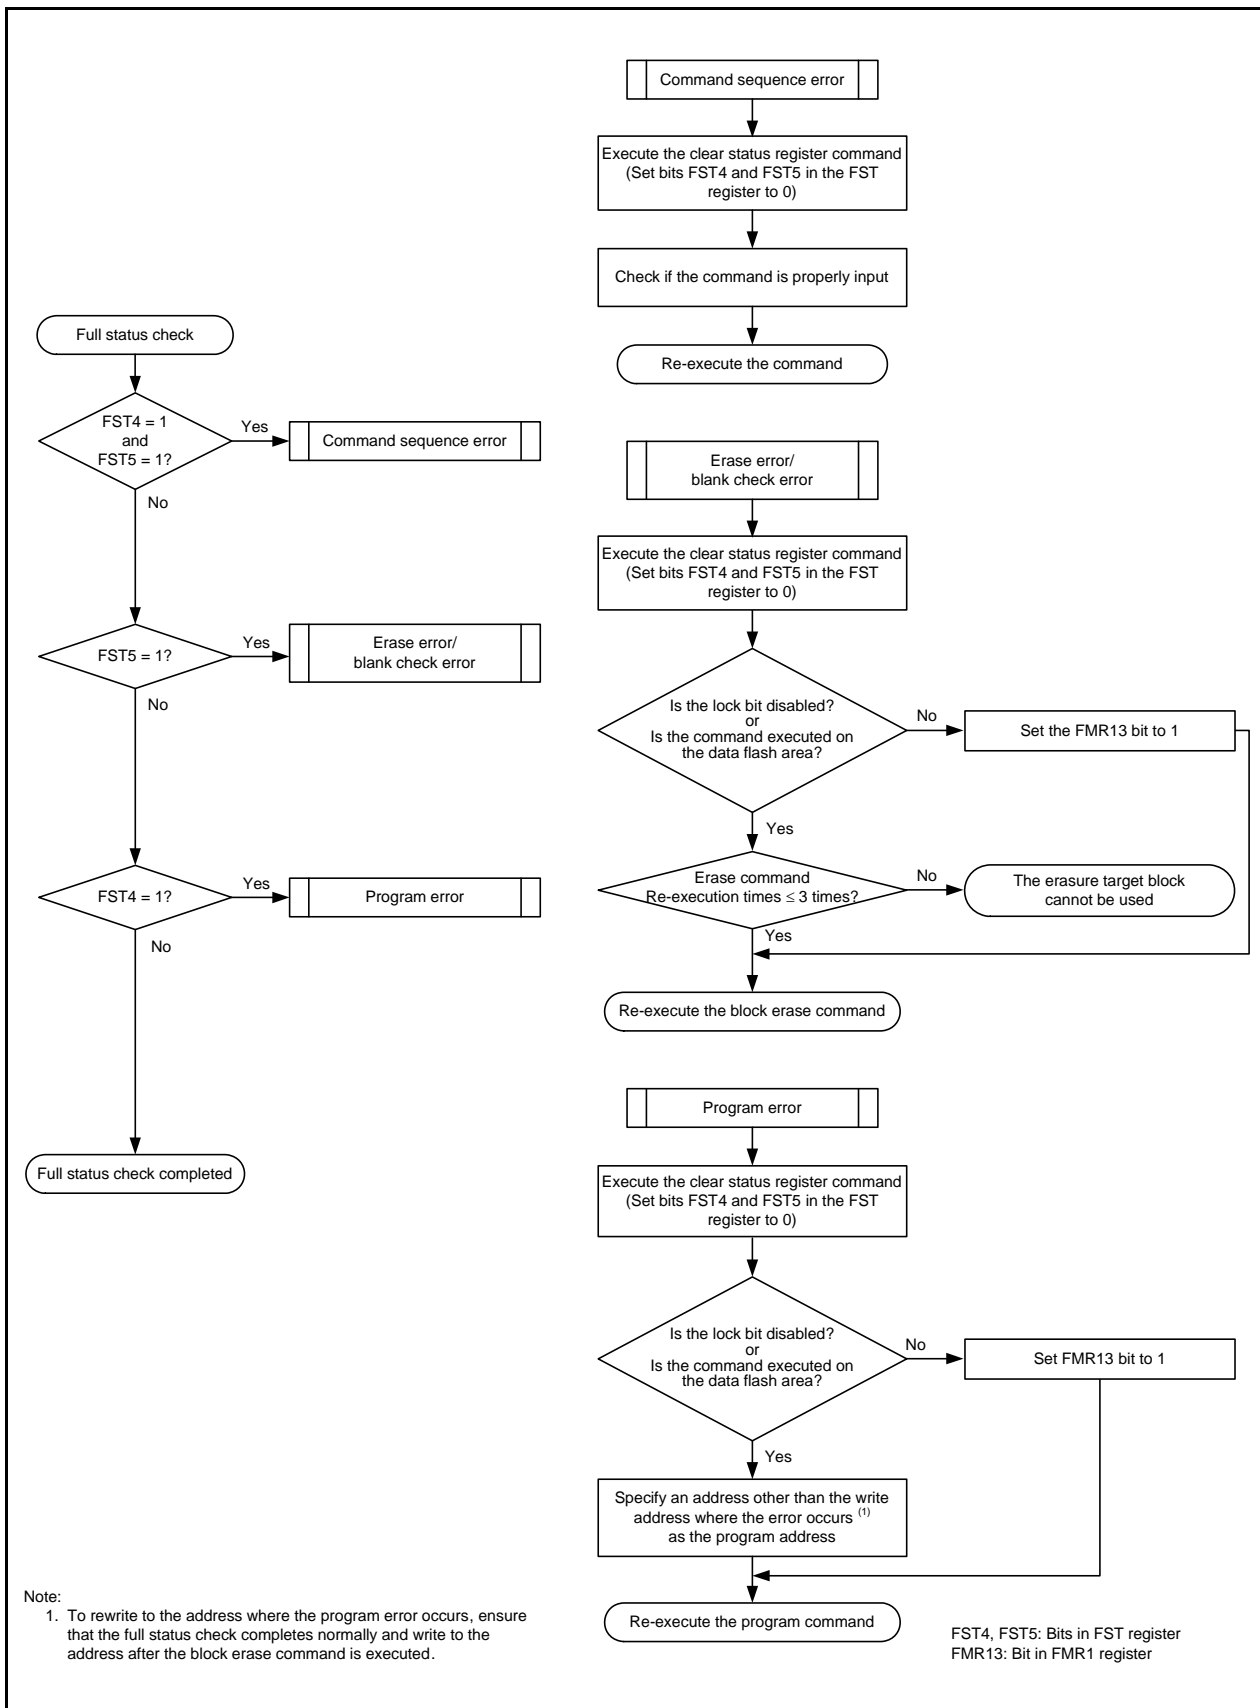 Full status check
FST4 = 1
and
FST5 = 1?
Yes
Command sequence error
No
FST5 = 1?
Yes
Erase error/
blank check error
No
FST4 = 1?
Yes
Program error
No
Full status check completed
Command sequence error
Execute the clear status register command
(Set bits FST4 and FST5 in the FST
register to 0)
Check if the command is properly input
Re-execute the command
Erase error/
blank check error
Execute the clear status register command
(Set bits FST4 and FST5 in the FST
register to 0)
Is the lock bit disabled?
or
Is the command executed on
the data flash area?
No
Set the FMR13 bit to 1
Yes
Erase command
Re-execution times ≤ 3 times?
No
The erasure target block
cannot be used
Yes
Re-execute the block erase command
Program error
Execute the clear status register command
(Set bits FST4 and FST5 in the FST
register to 0)
Is the lock bit disabled?
or
Is the command executed on
the data flash area?
No
Set FMR13 bit to 1
Yes
Specify an address other than the write
address where the error occurs (1)
as the program address
Re-execute the program command
Note:
1. To rewrite to the address where the program error occurs, ensure
that the full status check completes normally and write to the
address after the block erase command is executed.
FST4, FST5: Bits in FST register
FMR13: Bit in FMR1 register